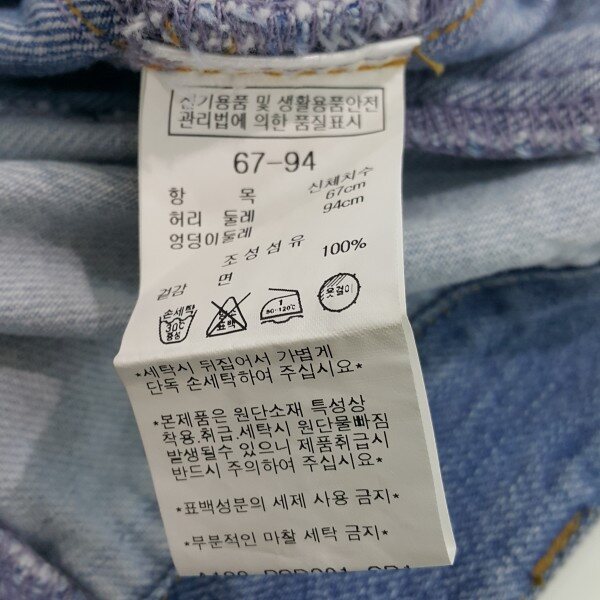 전기용품 및 생활용품안전
관리법에 의한 품질표시
67-94
항 목 신체치수
허리 둘레 67cm
엉덩이둘레 94cm
조성섬유
겉감 면 100%
손세탁
30℃
중성
염소
표백
1
80-120℃
옷걸이
*세탁시 뒤집어서 가볍게
단독 손세탁하여 주십시요*
*본제품은 원단소재 특성상
착용.취급.세탁시 원단물빠짐
발생될수 있으니 제품취급시
반드시 주의하여 주십시요*
*표백성분의 세제 사용 금지*
*부분적인 마찰 세탁 금지*